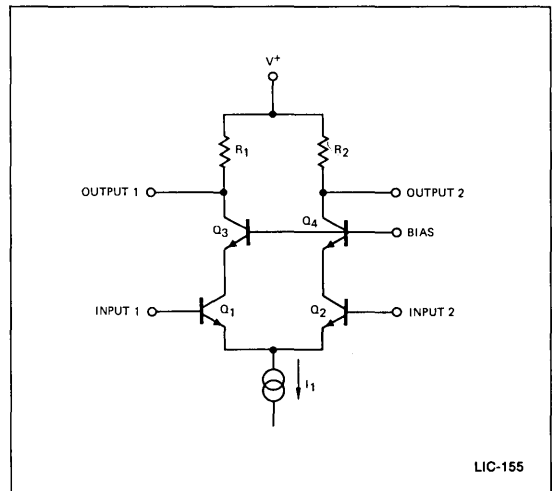 V+
R1 R2
OUTPUT 1 OUTPUT 2
Q3 Q4 BIAS
INPUT 1 Q1 Q2 INPUT 2
I1
LIC-155